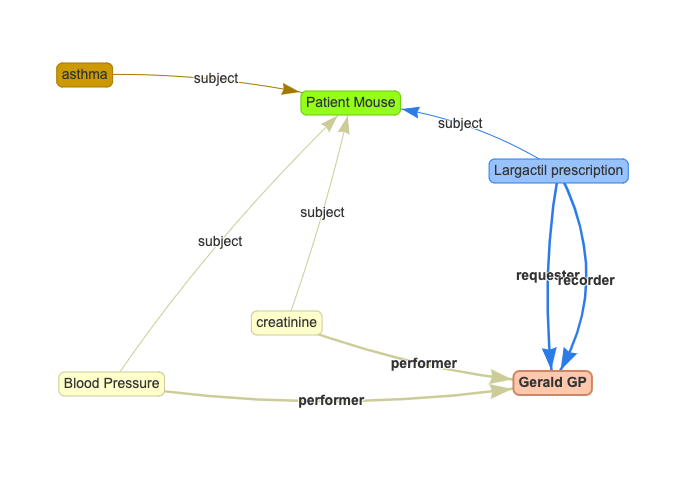 asthma
subject
Patient Mouse
subject
Largactil prescription
subject
subject
requester
recorder
creatinine
performer
Blood Pressure
Gerald GP
performer